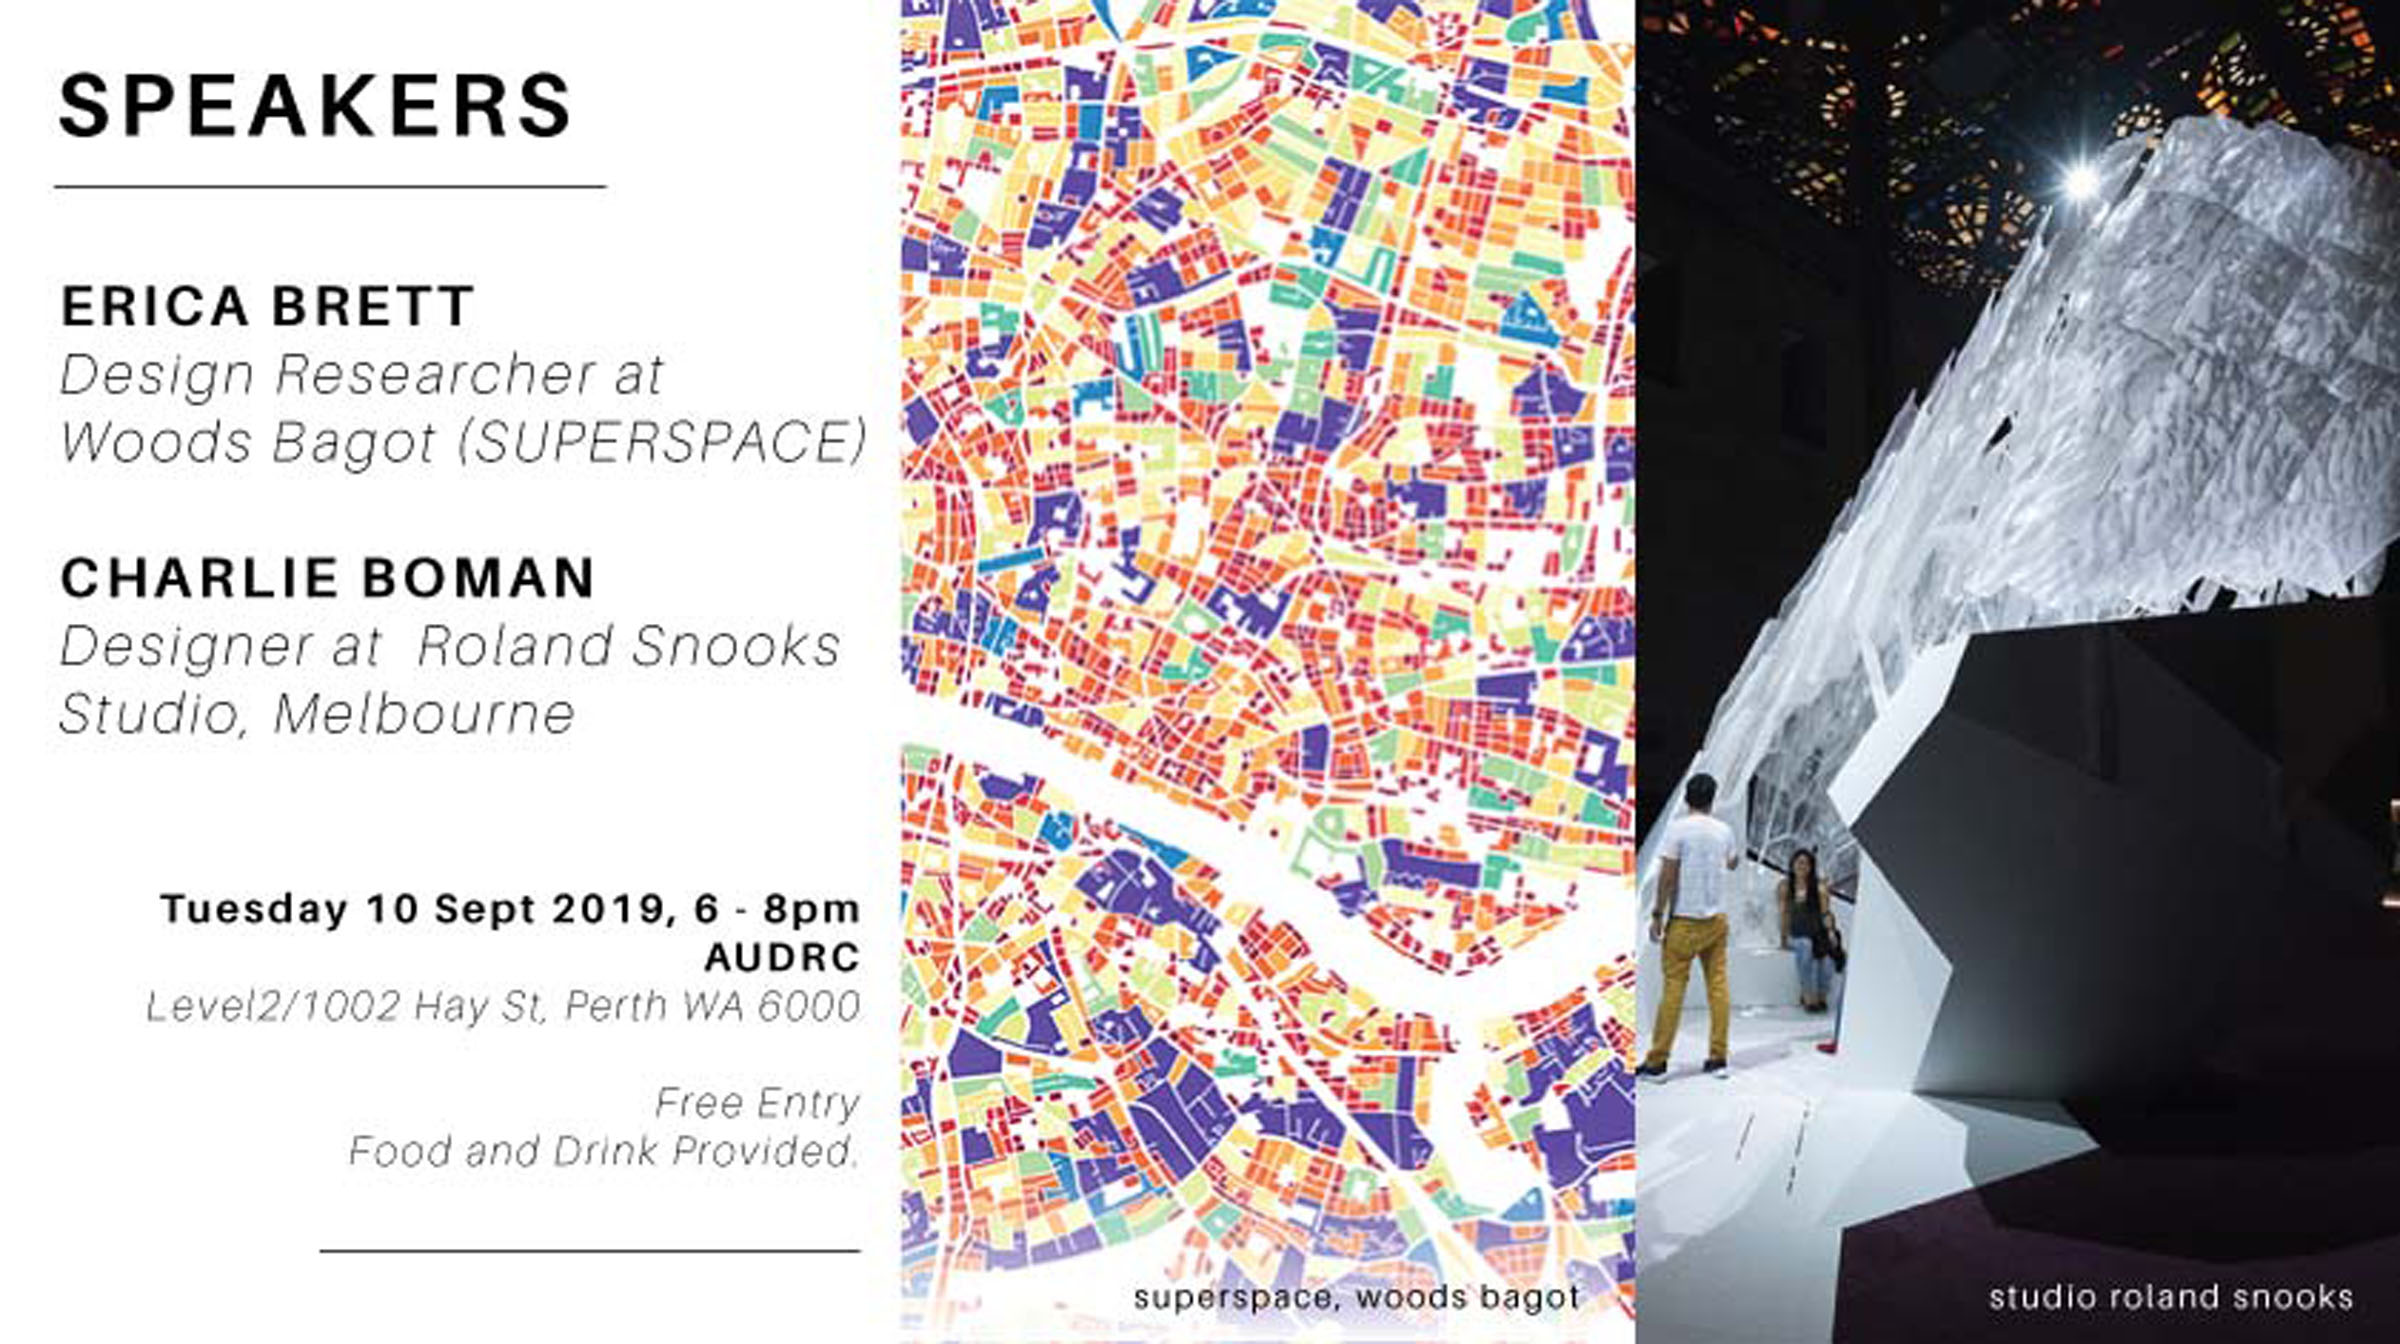 SPEAKERS
ERICA BRETT
Design Researcher at
Woods Bagot (SUPERSPACE)
CHARLIE BOMAN
Designer at Roland Snooks
Studio, Melbourne
Tuesday 10 Sept 2019, 6 - 8pm
AUDRC
Level2/1002 Hay St, Perth WA 6000
Free Entry
Food and Drink Provided.
superspace, woods bagot
studio roland snooks